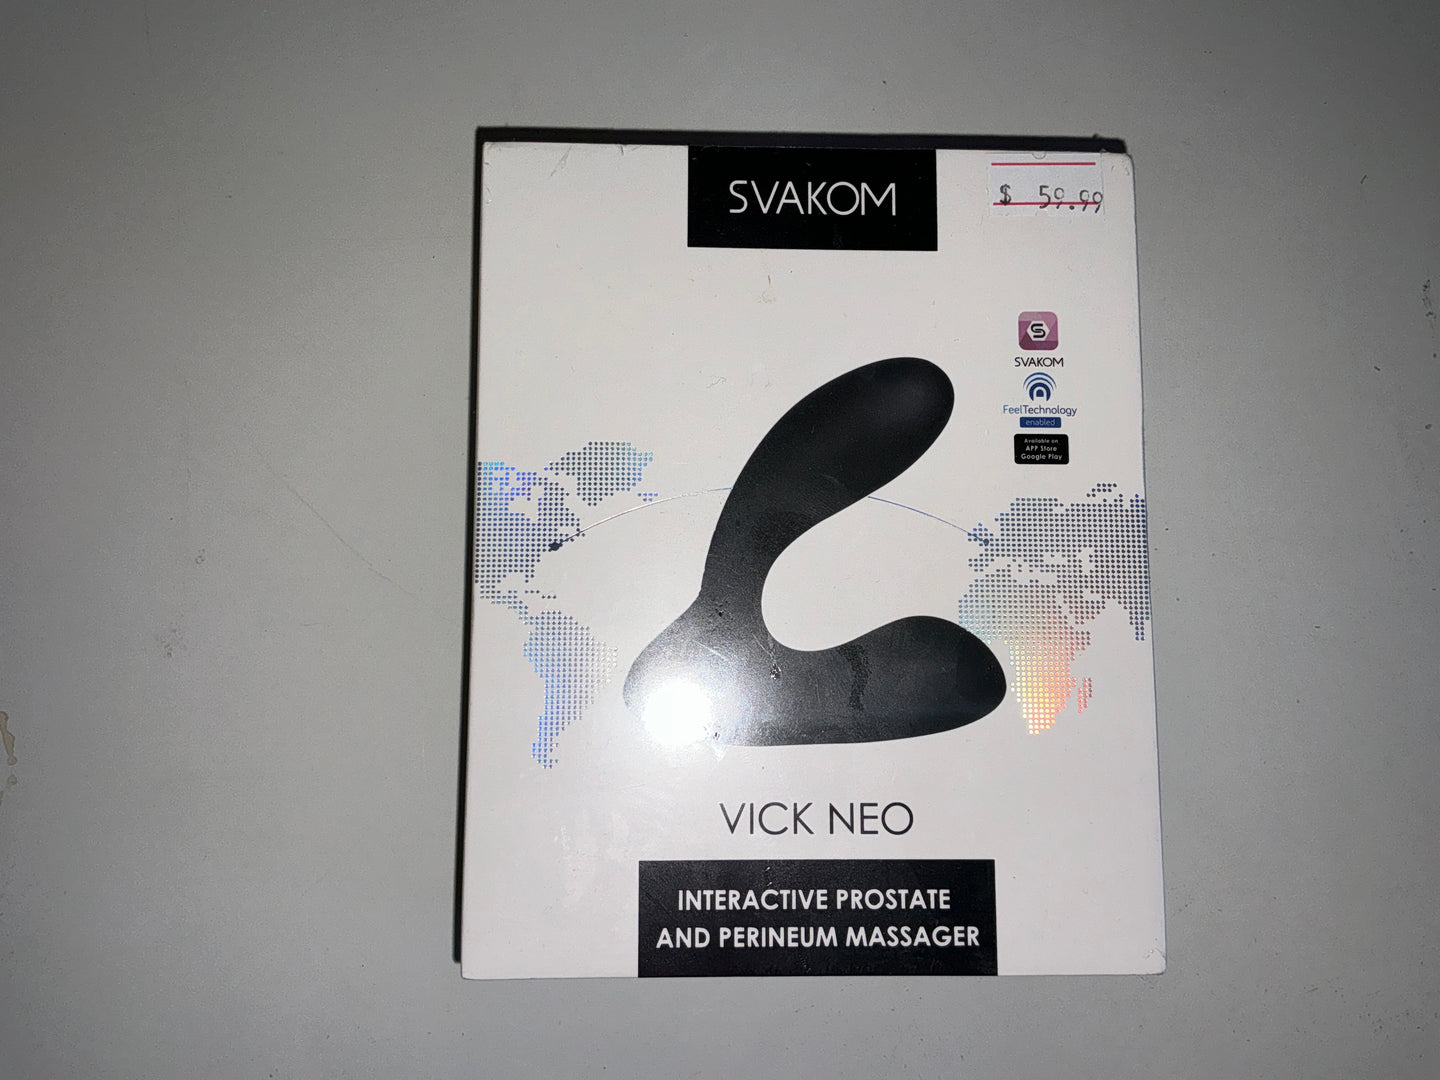 SVAKOM
$ 59.99
SVAKOM
FeelTechnology
enabled
Available on
APP Store
Google Play
VICK NEO
INTERACTIVE PROSTATE
AND PERINEUM MASSAGER